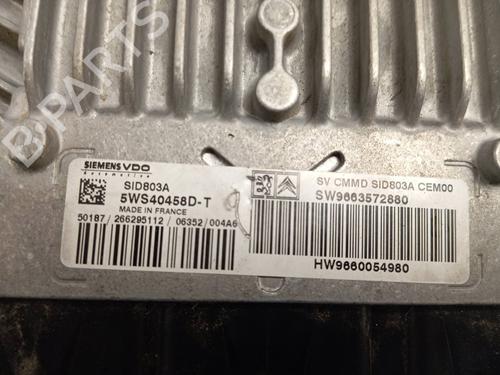 B-PARTS
SIEMENS VDO
Automotive
SID803A
5WS40458D-T
MADE IN FRANCE
50187/266295112 /06352/004A6
SV CMMD SID803A CEM00
SW9663572880
HW9660054980